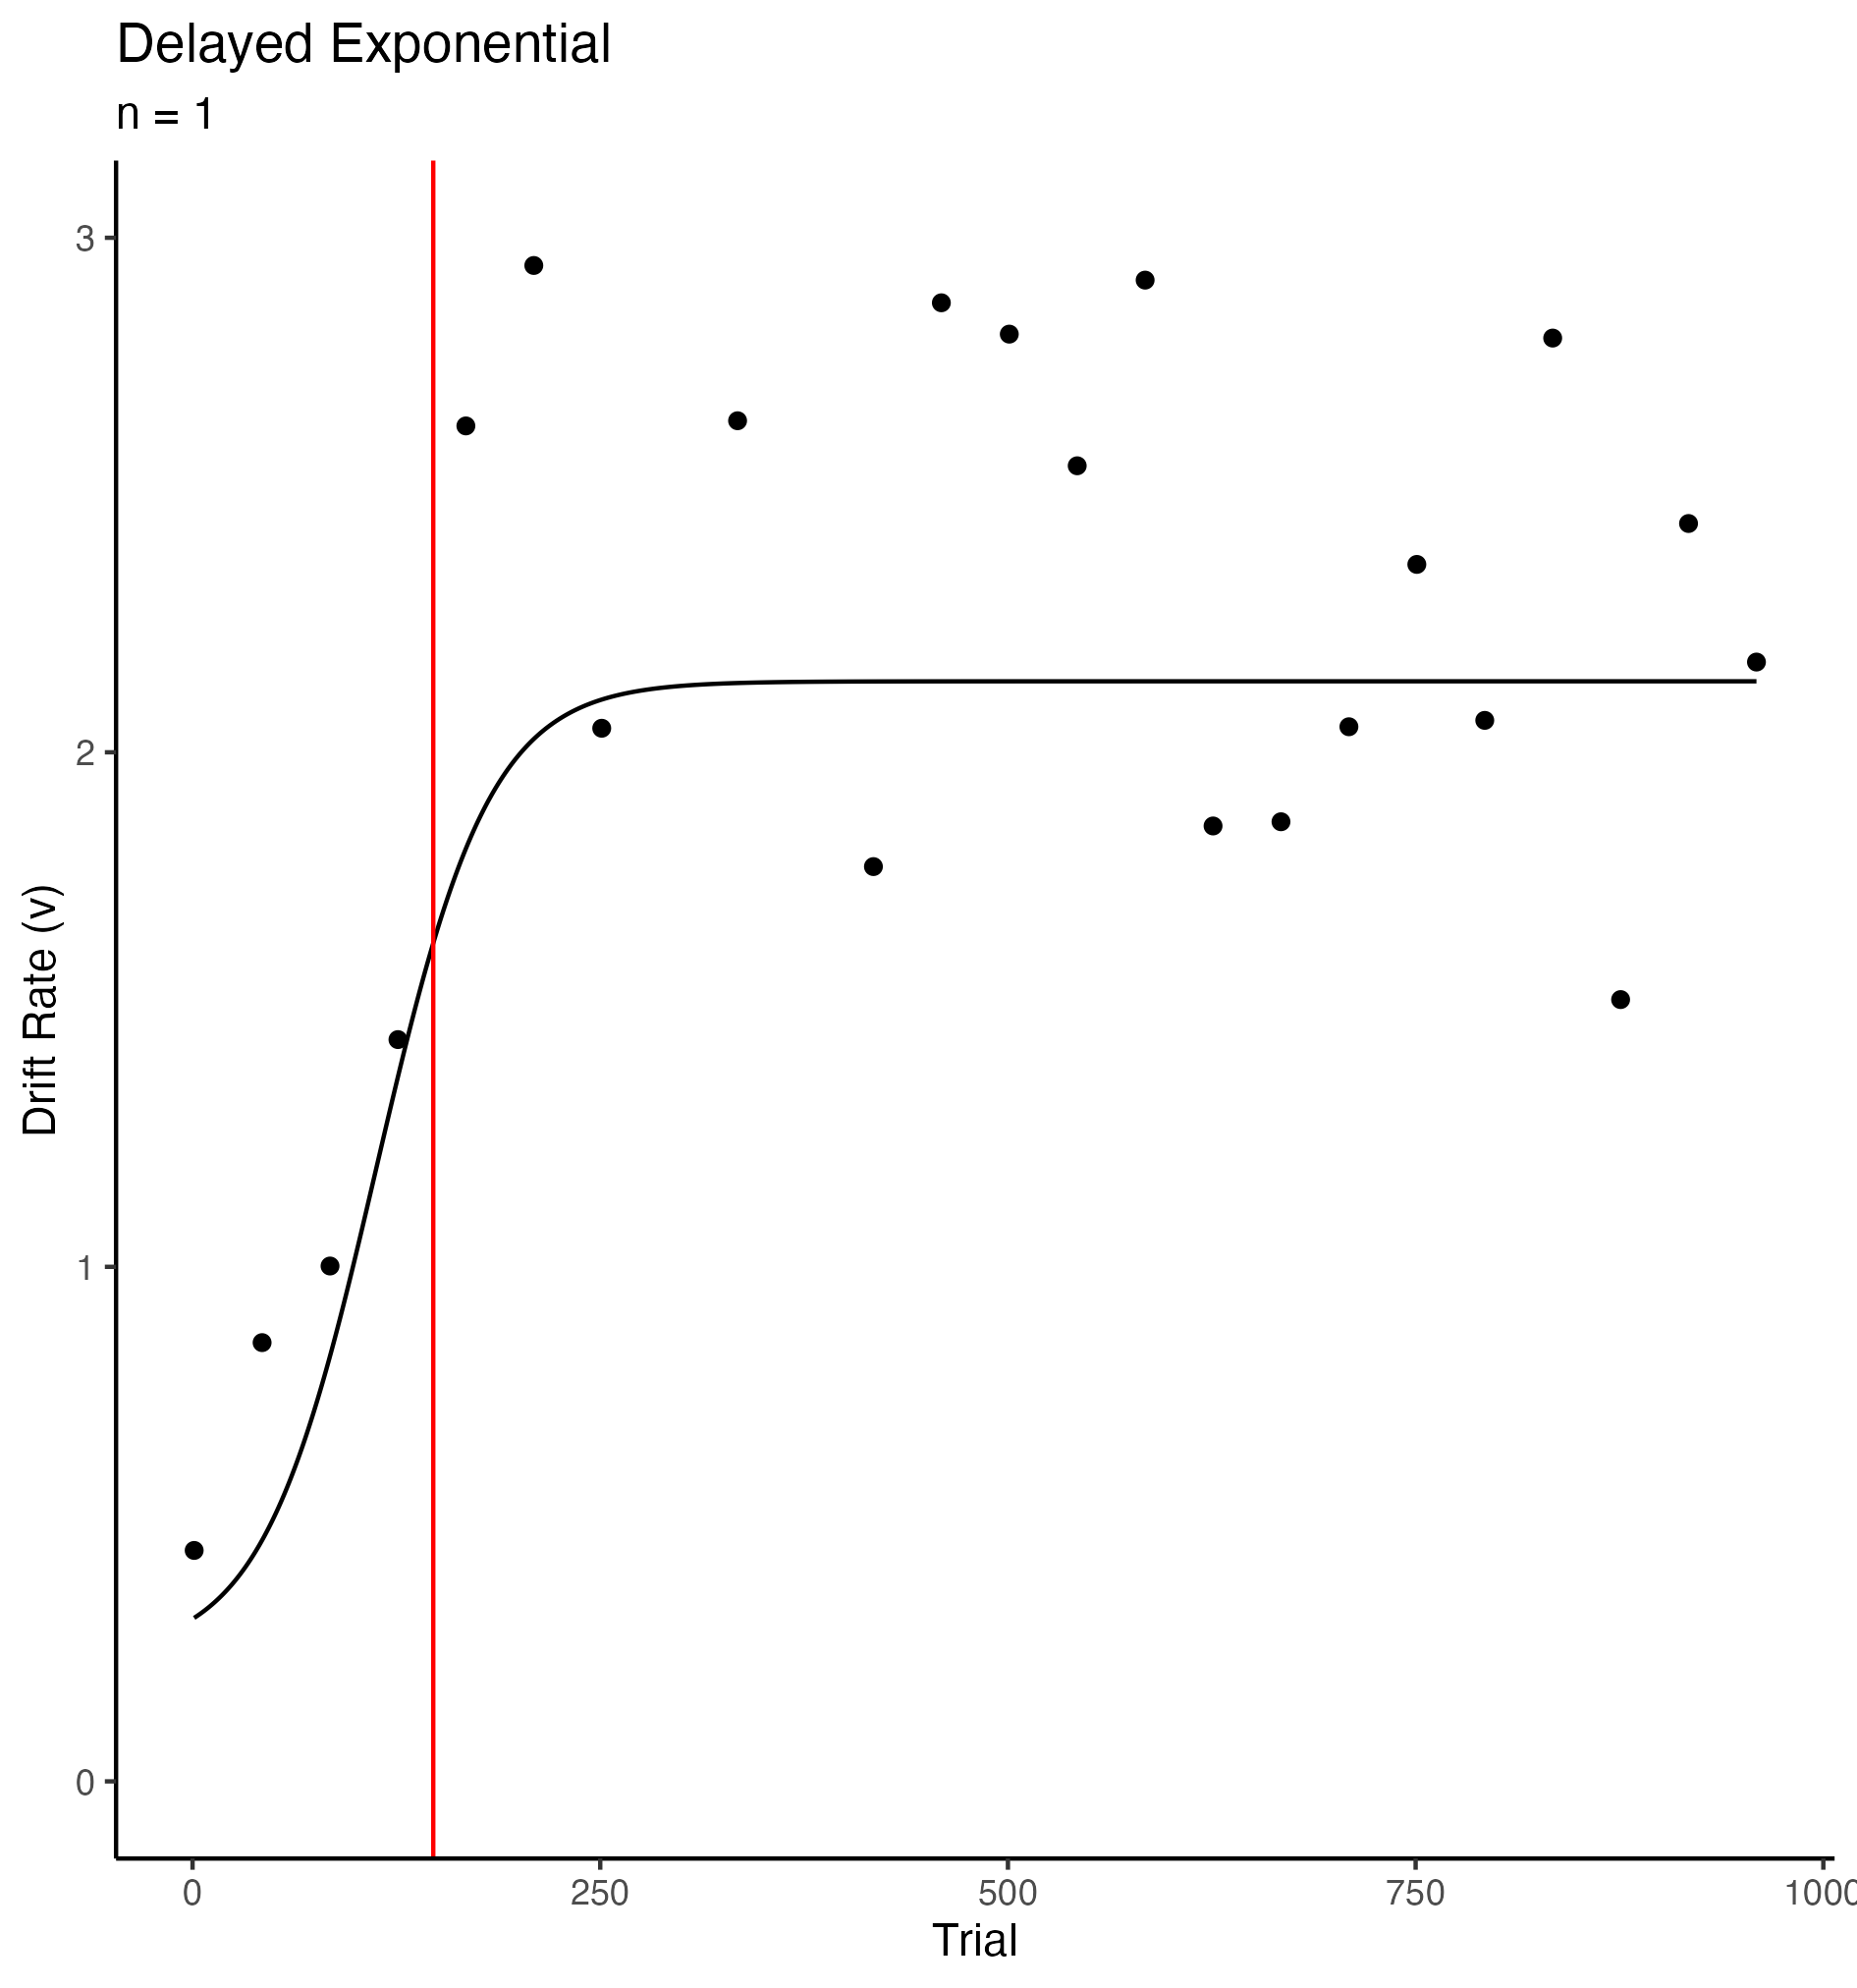 Delayed Exponential
n = 1
3
2
1
0
Drift Rate (v)
0 250 500 750 1000
Trial